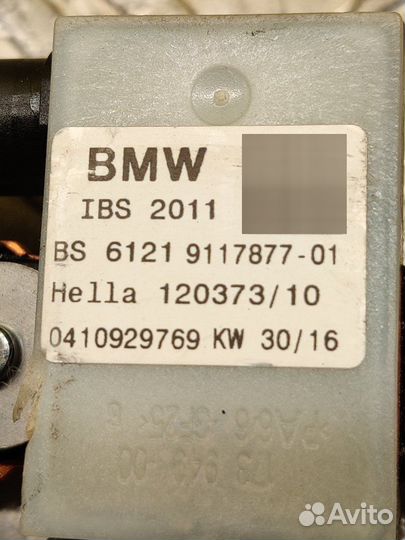 BMW
IBS 2011
BS 6121 9117877-01
Hella 120373/10
0410929769 KW 30/16
Avito